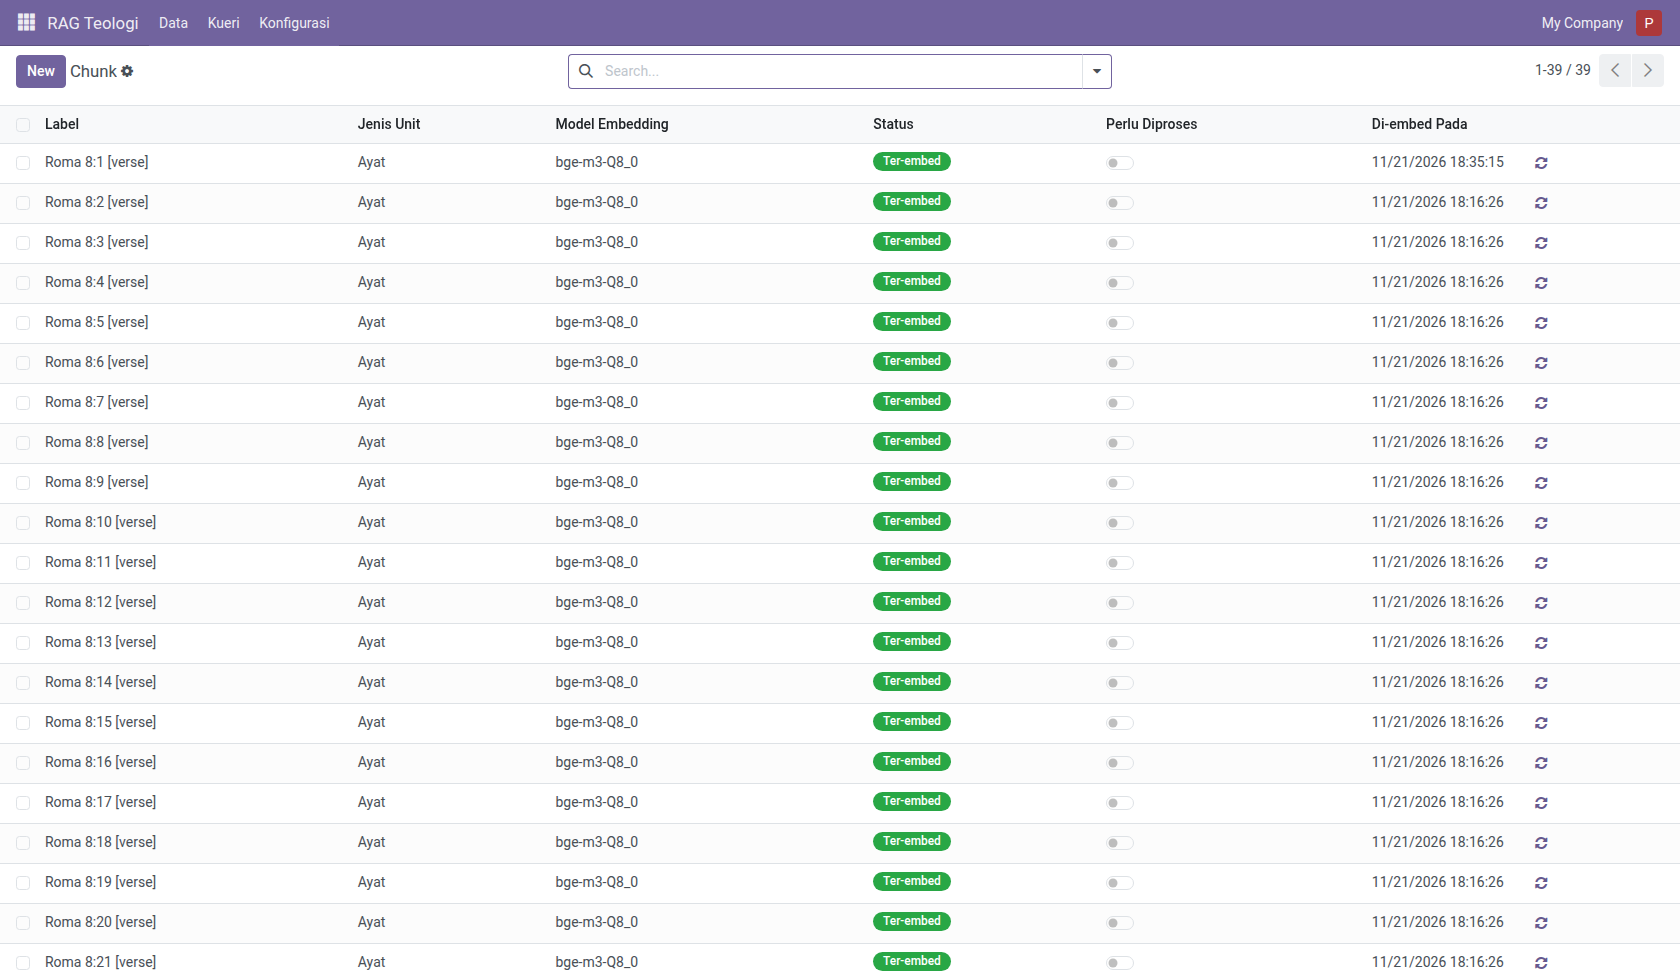 RAG Teologi Data Kueri Konfigurasi My Company P
New Chunk Search... 1-39 / 39
Label Jenis Unit Model Embedding Status Perlu Diproses Di-embed Pada
Roma 8:1 [verse] Ayat bge-m3-Q8_0 Ter-embed 11/21/2026 18:35:15
Roma 8:2 [verse] Ayat bge-m3-Q8_0 Ter-embed 11/21/2026 18:16:26
Roma 8:3 [verse] Ayat bge-m3-Q8_0 Ter-embed 11/21/2026 18:16:26
Roma 8:4 [verse] Ayat bge-m3-Q8_0 Ter-embed 11/21/2026 18:16:26
Roma 8:5 [verse] Ayat bge-m3-Q8_0 Ter-embed 11/21/2026 18:16:26
Roma 8:6 [verse] Ayat bge-m3-Q8_0 Ter-embed 11/21/2026 18:16:26
Roma 8:7 [verse] Ayat bge-m3-Q8_0 Ter-embed 11/21/2026 18:16:26
Roma 8:8 [verse] Ayat bge-m3-Q8_0 Ter-embed 11/21/2026 18:16:26
Roma 8:9 [verse] Ayat bge-m3-Q8_0 Ter-embed 11/21/2026 18:16:26
Roma 8:10 [verse] Ayat bge-m3-Q8_0 Ter-embed 11/21/2026 18:16:26
Roma 8:11 [verse] Ayat bge-m3-Q8_0 Ter-embed 11/21/2026 18:16:26
Roma 8:12 [verse] Ayat bge-m3-Q8_0 Ter-embed 11/21/2026 18:16:26
Roma 8:13 [verse] Ayat bge-m3-Q8_0 Ter-embed 11/21/2026 18:16:26
Roma 8:14 [verse] Ayat bge-m3-Q8_0 Ter-embed 11/21/2026 18:16:26
Roma 8:15 [verse] Ayat bge-m3-Q8_0 Ter-embed 11/21/2026 18:16:26
Roma 8:16 [verse] Ayat bge-m3-Q8_0 Ter-embed 11/21/2026 18:16:26
Roma 8:17 [verse] Ayat bge-m3-Q8_0 Ter-embed 11/21/2026 18:16:26
Roma 8:18 [verse] Ayat bge-m3-Q8_0 Ter-embed 11/21/2026 18:16:26
Roma 8:19 [verse] Ayat bge-m3-Q8_0 Ter-embed 11/21/2026 18:16:26
Roma 8:20 [verse] Ayat bge-m3-Q8_0 Ter-embed 11/21/2026 18:16:26
Roma 8:21 [verse] Ayat bge-m3-Q8_0 Ter-embed 11/21/2026 18:16:26